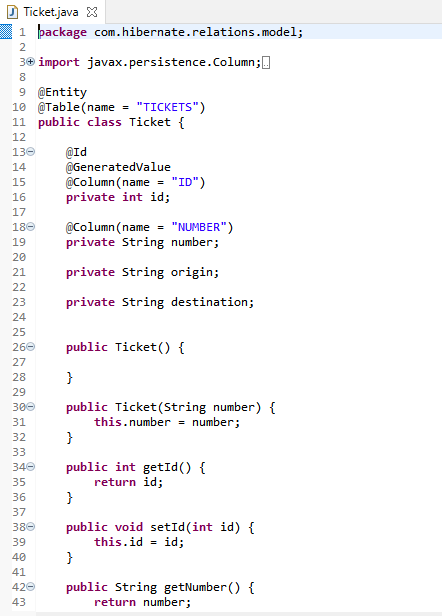 Ticket.java
1 package com.hibernate.relations.model;
2
3 import javax.persistence.Column;
8
9 @Entity
10 @Table(name = "TICKETS")
11 public class Ticket {
12
13 @Id
14 @GeneratedValue
15 @Column(name = "ID")
16 private int id;
17
18 @Column(name = "NUMBER")
19 private String number;
20
21 private String origin;
22
23 private String destination;
24
25
26 public Ticket() {
27
28 }
29
30 public Ticket(String number) {
31 this.number = number;
32 }
33
34 public int getId() {
35 return id;
36 }
37
38 public void setId(int id) {
39 this.id = id;
40 }
41
42 public String getNumber() {
43 return number;